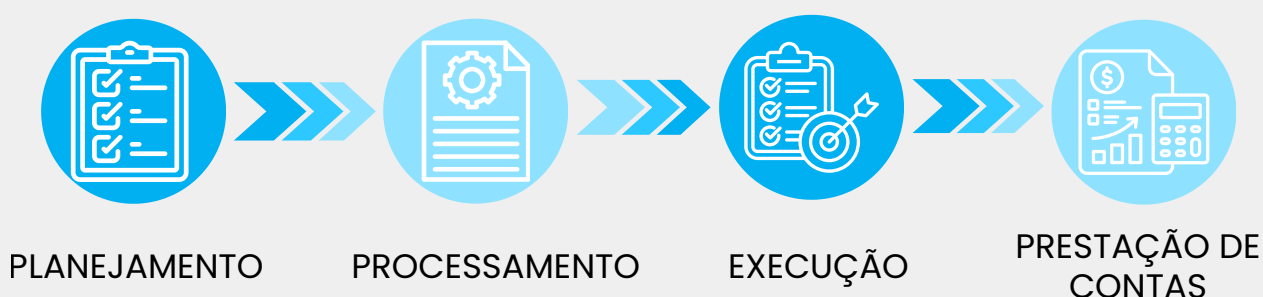 PLANEJAMENTO
PROCESSAMENTO
EXECUÇÃO
PRESTAÇÃO DE
CONTAS